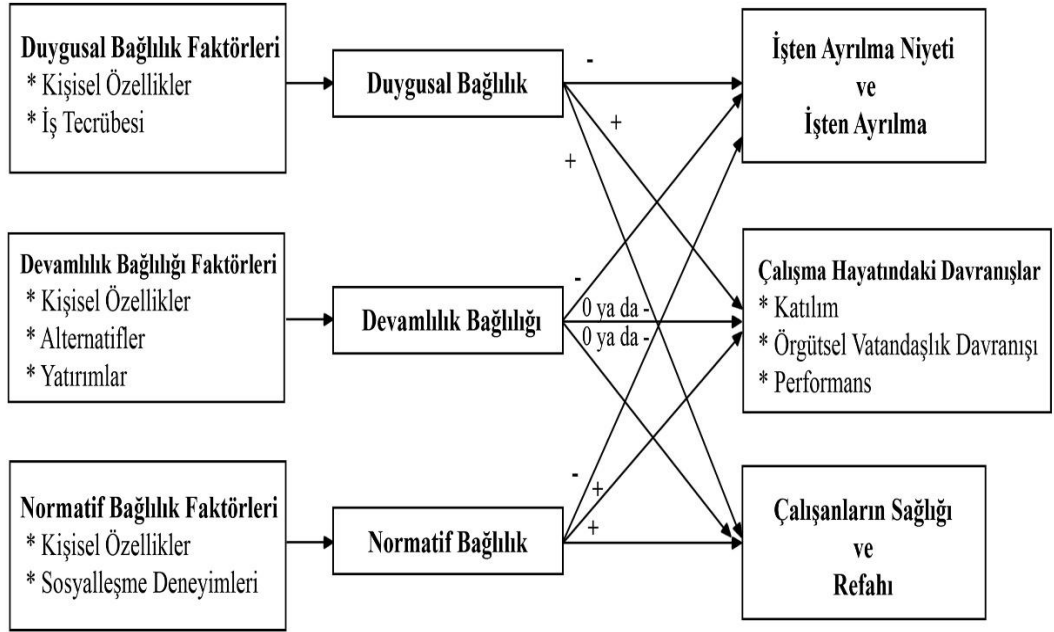 Duygusal Bağlılık Faktörleri
* Kişisel Özellikler
* İş Tecrübesi
Duygusal Bağlılık
-
+
+
İşten Ayrılma Niyeti
ve
İşten Ayrılma
Devamlılık Bağlılığı Faktörleri
* Kişisel Özellikler
* Alternatifler
* Yatırımlar
Devamlılık Bağlılığı
-
0 ya da -
0 ya da -
Çalışma Hayatındaki Davranışlar
* Katılım
* Örgütsel Vatandaşlık Davranışı
* Performans
Normatif Bağlılık Faktörleri
* Kişisel Özellikler
* Sosyalleşme Deneyimleri
Normatif Bağlılık
-
+
+
Çalışanların Sağlığı
ve
Refahı